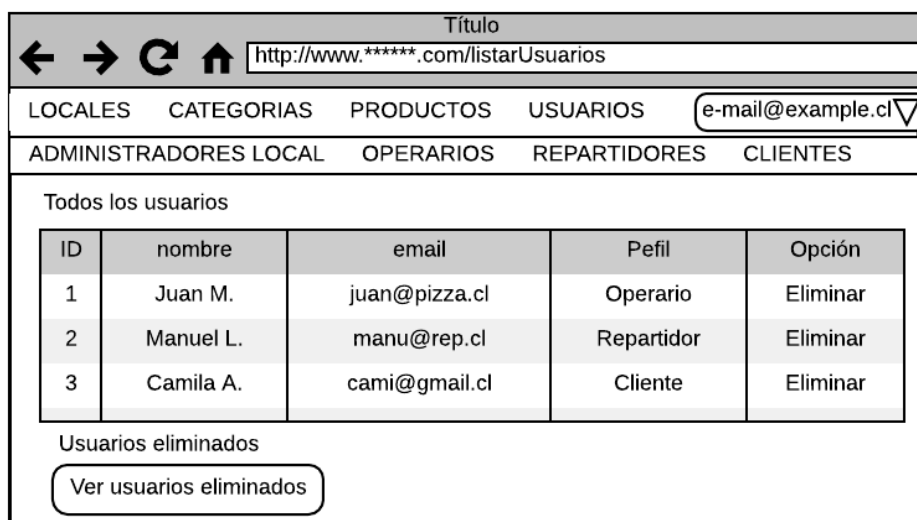 Título
http://www.******.com/listarUsuarios
LOCALES CATEGORIAS PRODUCTOS USUARIOS e-mail@example.cl
ADMINISTRADORES LOCAL OPERARIOS REPARTIDORES CLIENTES
Todos los usuarios
ID nombre email Pefil Opción
1 Juan M. juan@pizza.cl Operario Eliminar
2 Manuel L. manu@rep.cl Repartidor Eliminar
3 Camila A. cami@gmail.cl Cliente Eliminar
Usuarios eliminados
Ver usuarios eliminados